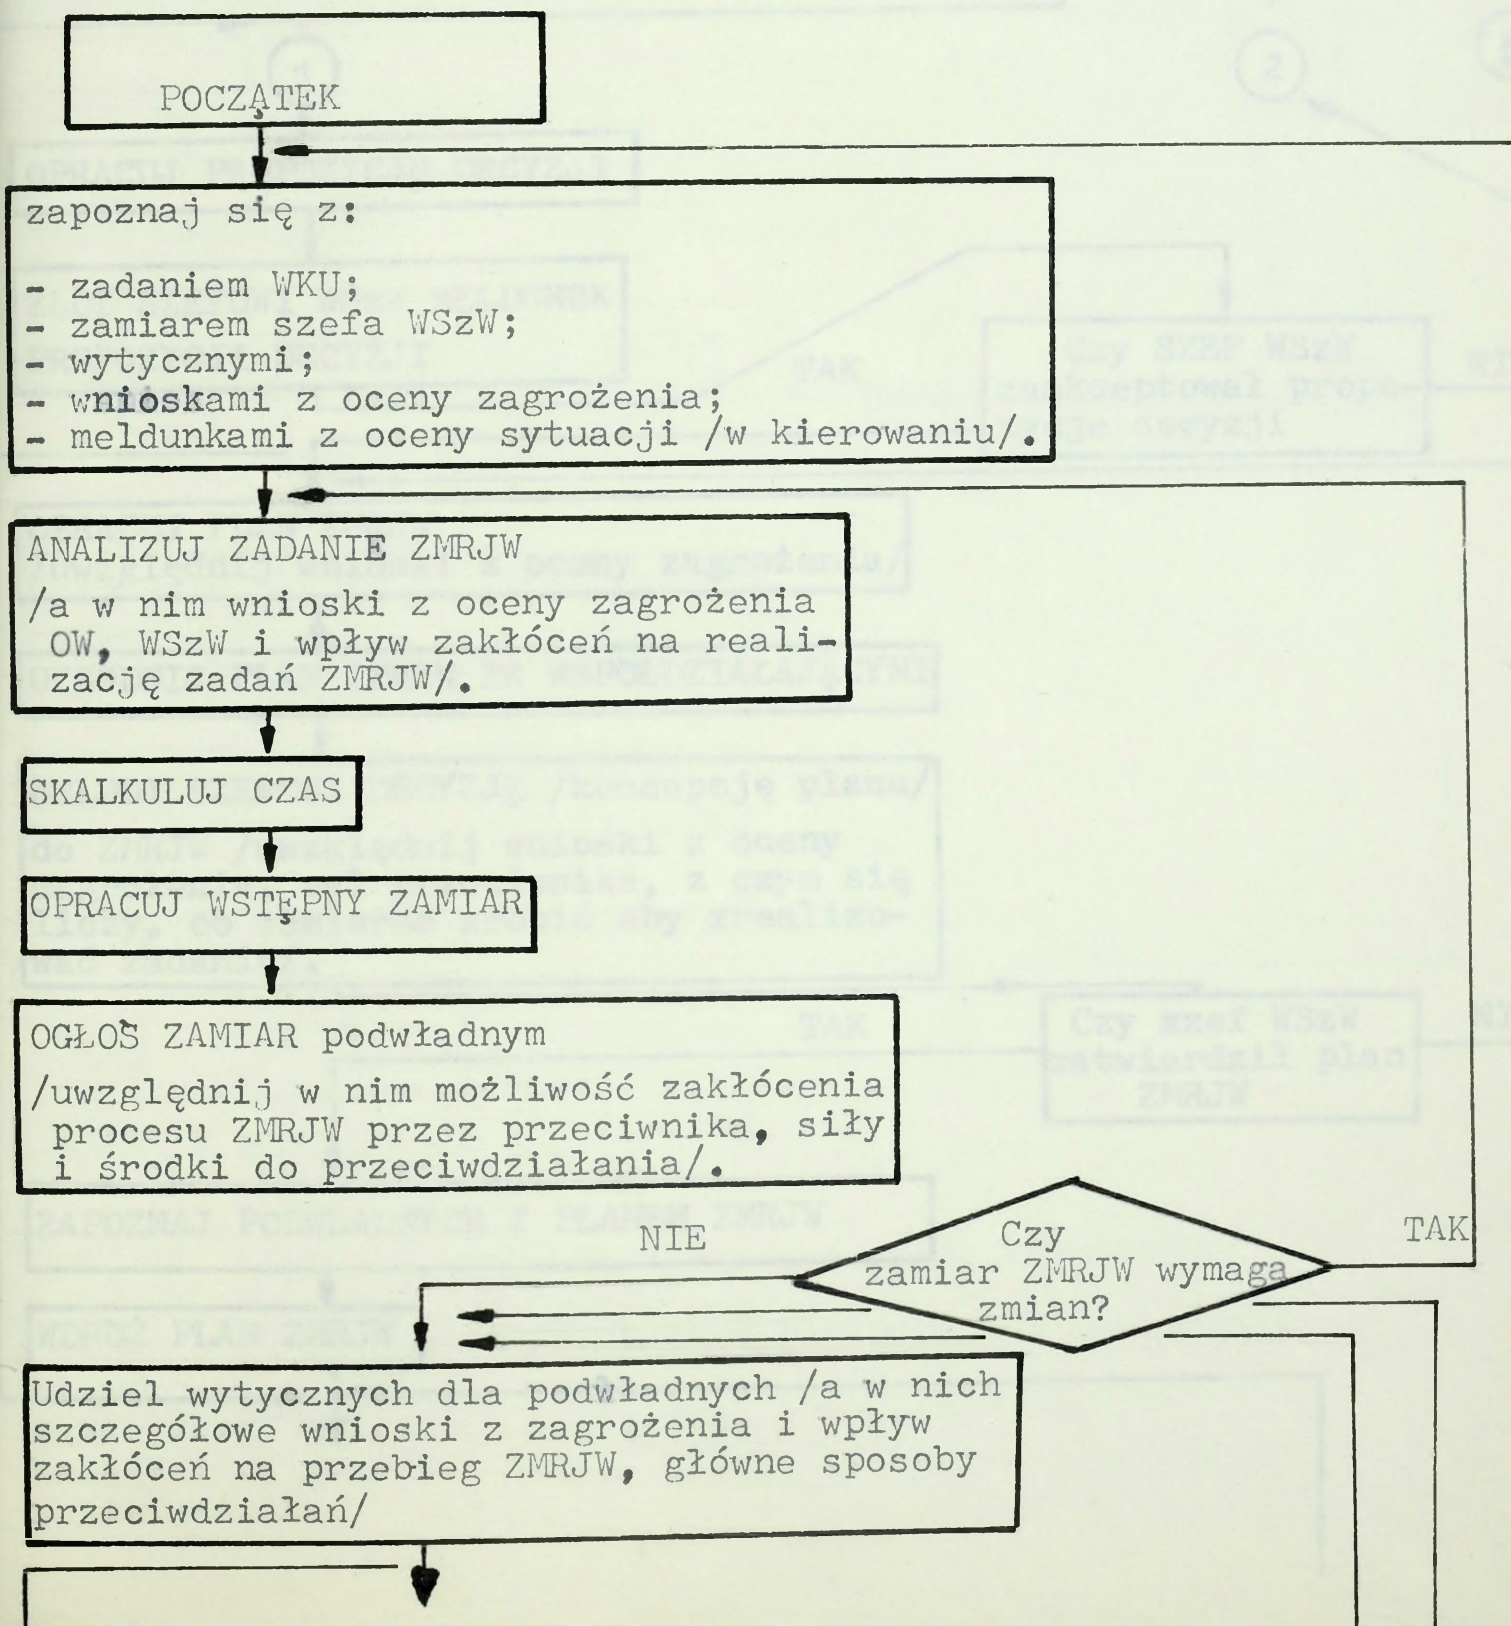 POCZĄTEK
zapoznaj się z:
- zadaniem WKU;
- zamiarem szefa WSzW;
- wytycznymi;
- wnioskami z oceny zagrożenia;
- meldunkami z oceny sytuacji /w kierowaniu/.
ANALIZUJ ZADANIE ZMRJW
/a w nim wnioski z oceny zagrożenia
OW, WSzW i wpływ zakłóceń na reali-
zację zadań ZMRJW/.
SKALKULUJ CZAS
OPRACUJ WSTĘPNY ZAMIAR
OGŁOŚ ZAMIAR podwładnym
/uwzględnij w nim możliwość zakłócenia
procesu ZMRJW przez przeciwnika, siły
i środki do przeciwdziałania/.
NIE
Czy
zamiar ZMRJW wymaga
zmian?
TAK
Udziel wytycznych dla podwładnych /a w nich
szczegółowe wnioski z zagrożenia i wpływ
zakłóceń na przebieg ZMRJW, główne sposoby
przeciwdziałań/